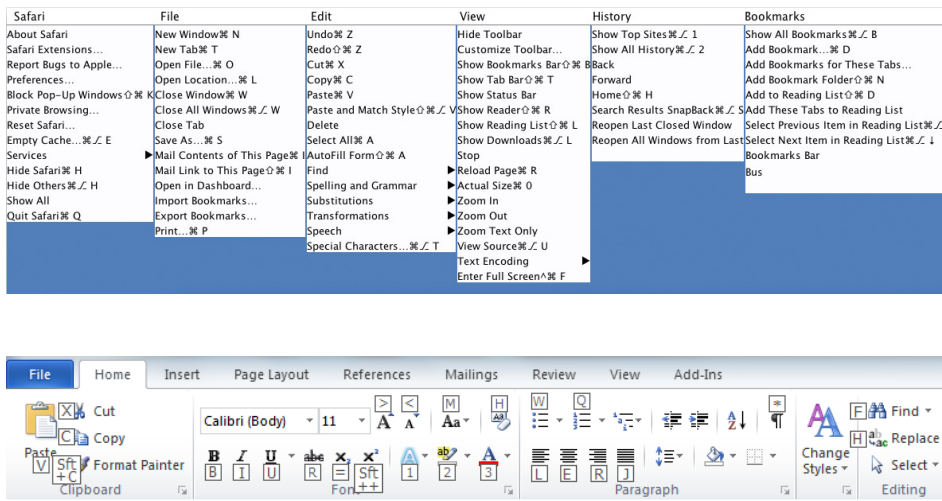 Safari File Edit View History Bookmarks
About Safari
Safari Extensions...
Report Bugs to Apple...
Preferences...
Block Pop-Up Windows⇧⌘ K
Private Browsing...
Reset Safari...
Empty Cache...⌘⌥ E
Services ▶
Hide Safari⌘ H
Hide Others⌘⌥ H
Show All
Quit Safari⌘ Q
New Window⌘ N
New Tab⌘ T
Open File...⌘ O
Open Location...⌘ L
Close Window⌘ W
Close All Windows⌘⌥ W
Close Tab
Save As...⌘ S
Mail Contents of This Page⌘ I
Mail Link to This Page⇧⌘ I
Open in Dashboard...
Import Bookmarks...
Export Bookmarks...
Print...⌘ P
Undo⌘ Z
Redo⇧⌘ Z
Cut⌘ X
Copy⌘ C
Paste⌘ V
Paste and Match Style⇧⌘⌥ V
Delete
Select All⌘ A
AutoFill Form⇧⌘ A
Find ▶
Spelling and Grammar ▶
Substitutions ▶
Transformations ▶
Speech ▶
Special Characters...⌘⌥ T
Hide Toolbar
Customize Toolbar...
Show Bookmarks Bar⇧⌘ B
Show Tab Bar⇧⌘ T
Show Status Bar
Show Reader⇧⌘ R
Show Reading List⇧⌘ L
Show Downloads⌘⌥ L
Stop
Reload Page⌘ R
Actual Size⌘ 0
Zoom In
Zoom Out
Zoom Text Only
View Source⌘⌥ U
Text Encoding ▶
Enter Full Screen^⌘ F
Show Top Sites⌘⌥ 1
Show All History⌘⌥ 2
Back
Forward
Home⇧⌘ H
Search Results SnapBack⌘⌥ S
Reopen Last Closed Window
Reopen All Windows from Last
Show All Bookmarks⌘⌥ B
Add Bookmark...⌘ D
Add Bookmarks for These Tabs...
Add Bookmark Folder⇧⌘ N
Add to Reading List⇧⌘ D
Add These Tabs to Reading List
Select Previous Item in Reading List⌘⌥
Select Next Item in Reading List⌘⌥ ↓
Bookmarks Bar
Bus
File Home Insert Page Layout References Mailings Review View Add-Ins
X Cut
C Copy
Paste
V Sft+C Format Painter
Clipboard
> < M H
Calibri (Body) 11 A A Aa Aa
B I U abc x₂ x² A ab A
B I U R = Sft++ 1 2 3
Font
W Q *
A Z ¶
L E R J
Paragraph
A A
Change
Styles
F Find
H ab ac Replace
Select
Editing